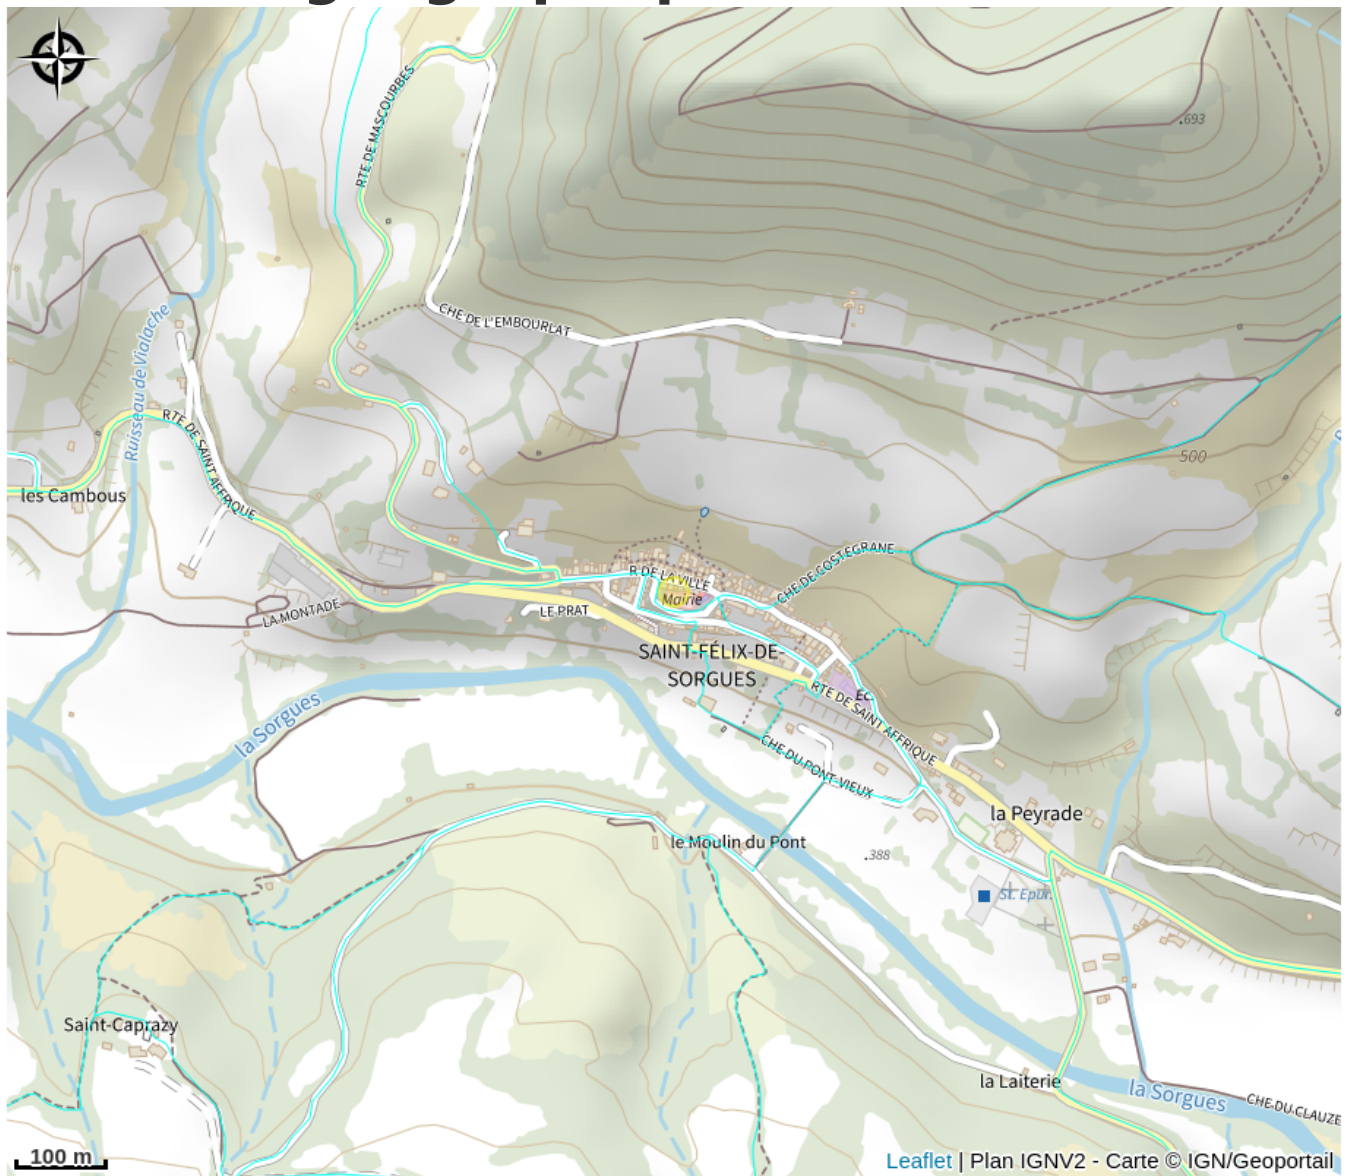 .693
RTE DE MASCOURBES
Ruisseau de Vialache
CHE DE L'EMBOURLAT
RTE DE SAINT AFFRIQUE
500
les Cambous
CHE DE COSTEGRANE
R DE LA VILLE
Mairie
LA MONTADE
LE PRAT
SAINT-FÉLIX-DE-
SORGUES
EC
RTE DE SAINT AFFRIQUE
la Sorgues
CHE DU PONT-VIEUX
la Peyrade
le Moulin du Pont
.388
St. Epur.
Saint-Caprazy
la Laiterie
la Sorgues
CHE DU CLAUZE
100 m
Leaflet | Plan IGNV2 - Carte © IGN/Geoportail